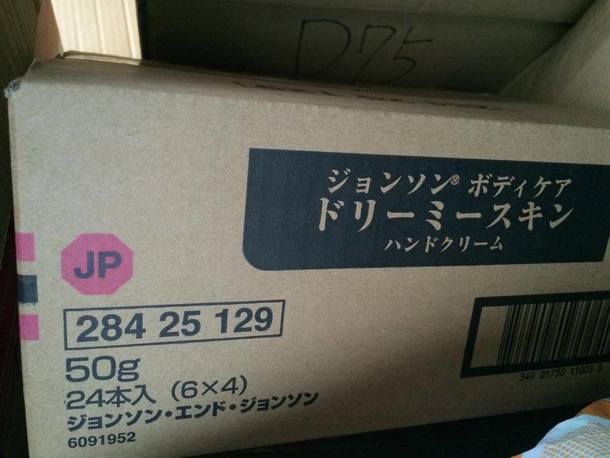 D75
ジョンソン® ボディケア
ドリーミースキン
ハンドクリーム
JP
284 25 129
50g
24本入（6×4）
ジョンソン・エンド・ジョンソン
6091952